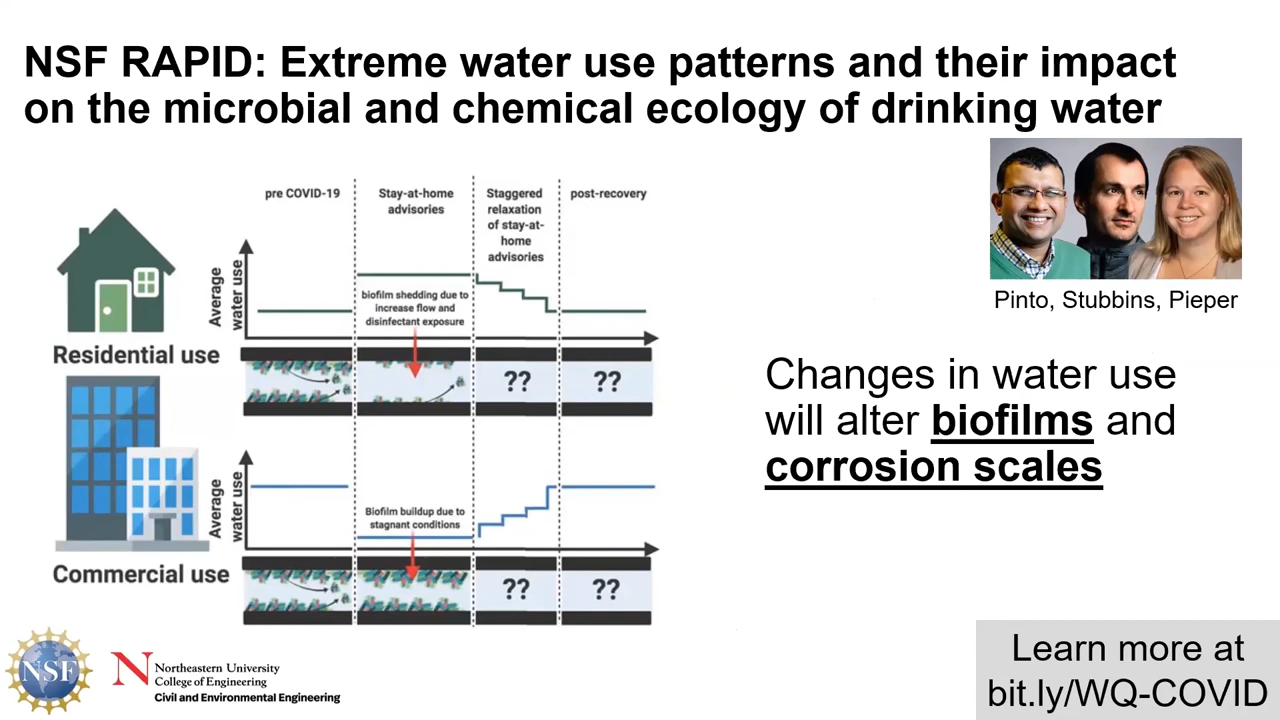 NSF RAPID: Extreme water use patterns and their impact
on the microbial and chemical ecology of drinking water
pre COVID-19
Stay-at-home
advisories
Staggered
relaxation
of stay-at-
home
advisories
post-recovery
Average
water use
biofilm shedding due to
increase flow and
disinfectant exposure
Residential use
??
??
Average
water use
Biofilm buildup due to
stagnant conditions
Commercial use
??
??
Pinto, Stubbins, Pieper
Changes in water use
will alter biofilms and
corrosion scales
NSF
N
Northeastern University
College of Engineering
Civil and Environmental Engineering
Learn more at
bit.ly/WQ-COVID